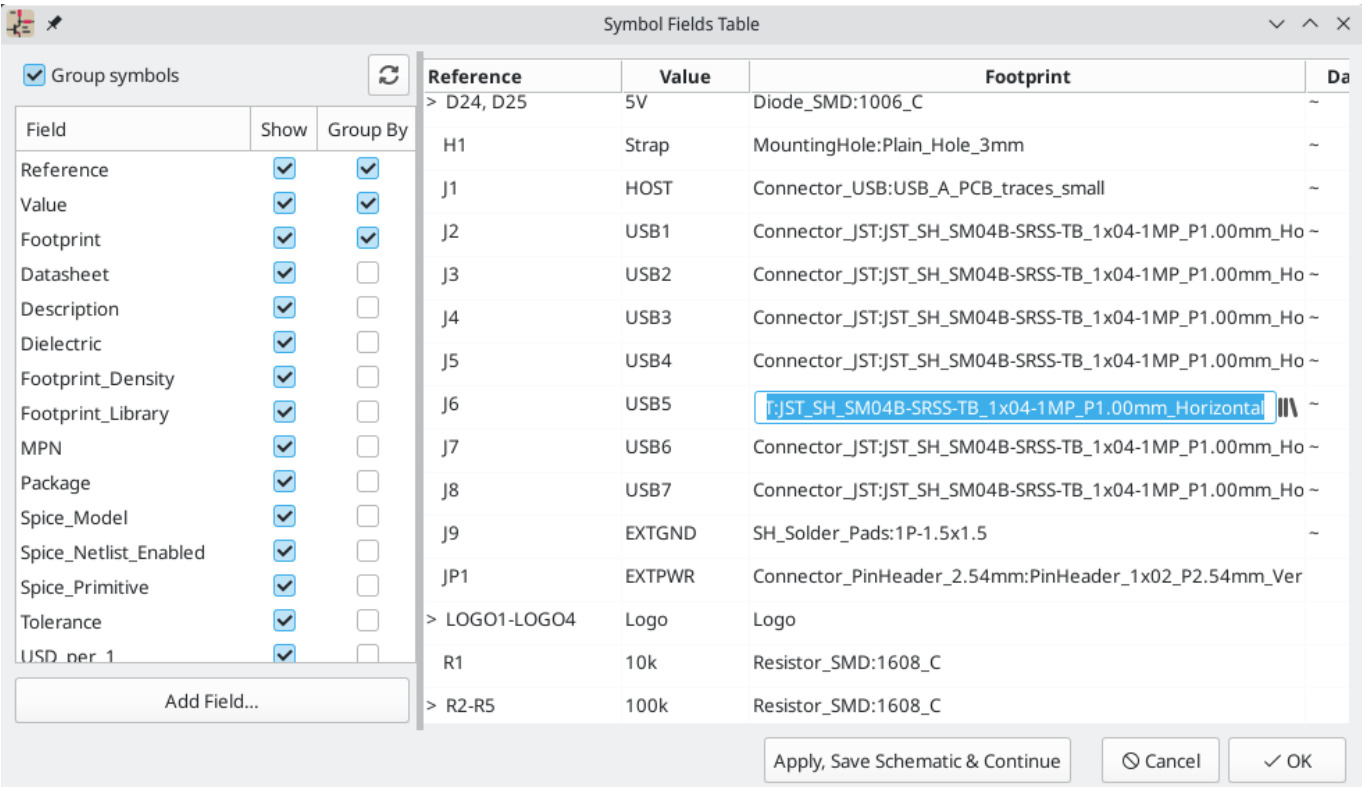 Symbol Fields Table
Group symbols
Field Show Group By
Reference
Value
Footprint
Datasheet
Description
Dielectric
Footprint_Density
Footprint_Library
MPN
Package
Spice_Model
Spice_Netlist_Enabled
Spice_Primitive
Tolerance
USD_per_1
Add Field...
Reference Value Footprint Da
> D24, D25 5V Diode_SMD:1006_C ~
H1 Strap MountingHole:Plain_Hole_3mm ~
J1 HOST Connector_USB:USB_A_PCB_traces_small ~
J2 USB1 Connector_JST:JST_SH_SM04B-SRSS-TB_1x04-1MP_P1.00mm_Ho ~
J3 USB2 Connector_JST:JST_SH_SM04B-SRSS-TB_1x04-1MP_P1.00mm_Ho ~
J4 USB3 Connector_JST:JST_SH_SM04B-SRSS-TB_1x04-1MP_P1.00mm_Ho ~
J5 USB4 Connector_JST:JST_SH_SM04B-SRSS-TB_1x04-1MP_P1.00mm_Ho ~
J6 USB5 T:JST_SH_SM04B-SRSS-TB_1x04-1MP_P1.00mm_Horizontal ~
J7 USB6 Connector_JST:JST_SH_SM04B-SRSS-TB_1x04-1MP_P1.00mm_Ho ~
J8 USB7 Connector_JST:JST_SH_SM04B-SRSS-TB_1x04-1MP_P1.00mm_Ho ~
J9 EXTGND SH_Solder_Pads:1P-1.5x1.5 ~
JP1 EXTPWR Connector_PinHeader_2.54mm:PinHeader_1x02_P2.54mm_Ver
> LOGO1-LOGO4 Logo Logo
R1 10k Resistor_SMD:1608_C
> R2-R5 100k Resistor_SMD:1608_C
Apply, Save Schematic & Continue Cancel OK